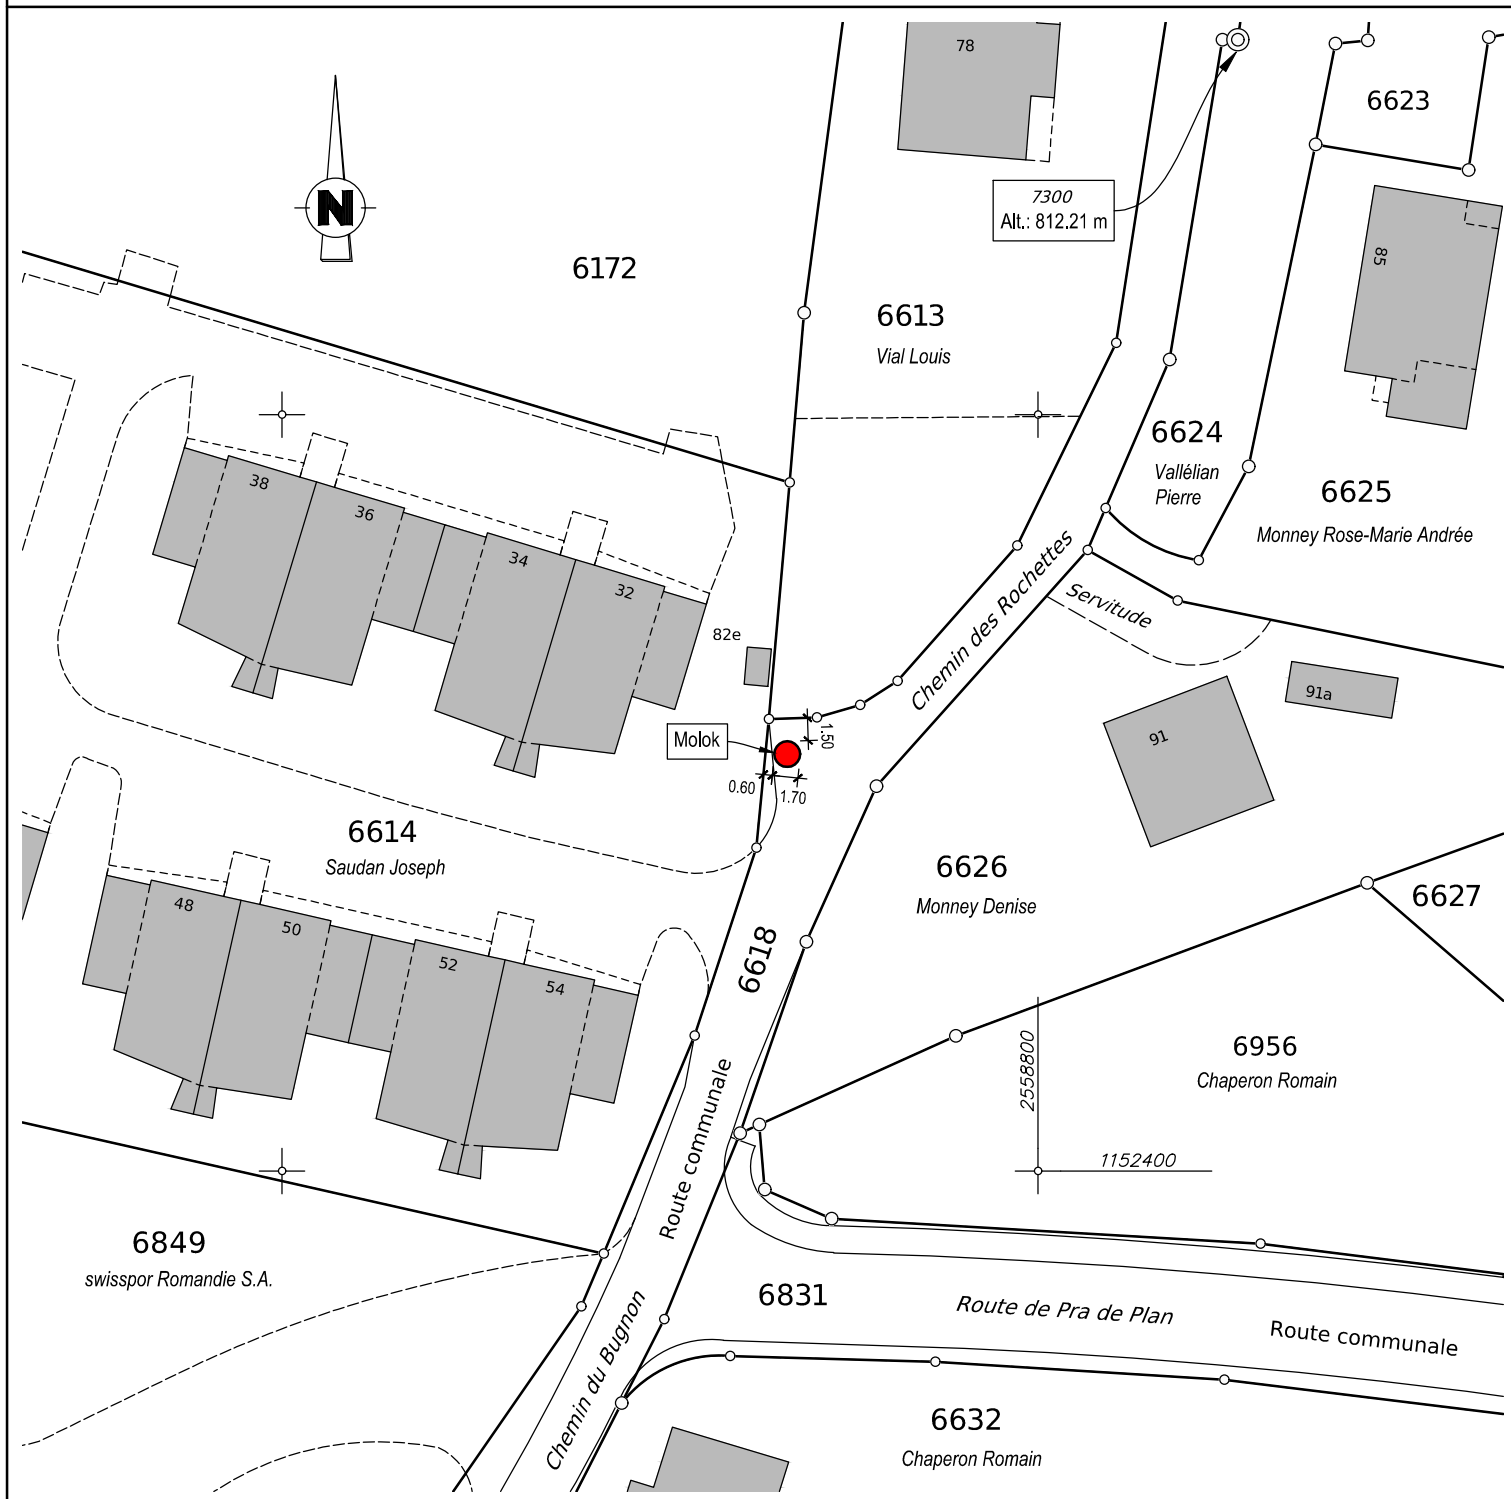 78
6623
N
7300
Alt.: 812.21 m
6172
85
6613
Vial Louis
6624
Vallélian
Pierre
6625
Monney Rose-Marie Andrée
38
36
34
32
Chemin des Rochettes
Servitude
82e
91a
Molok
1.50
91
0.60
1.70
6614
Saudan Joseph
6626
Monney Denise
6627
48
50
52
54
6618
2558800
6956
Chaperon Romain
Route communale
1152400
6849
swisspor Romandie S.A.
6831
Route de Pra de Plan
Route communale
Chemin du Bugnon
6632
Chaperon Romain